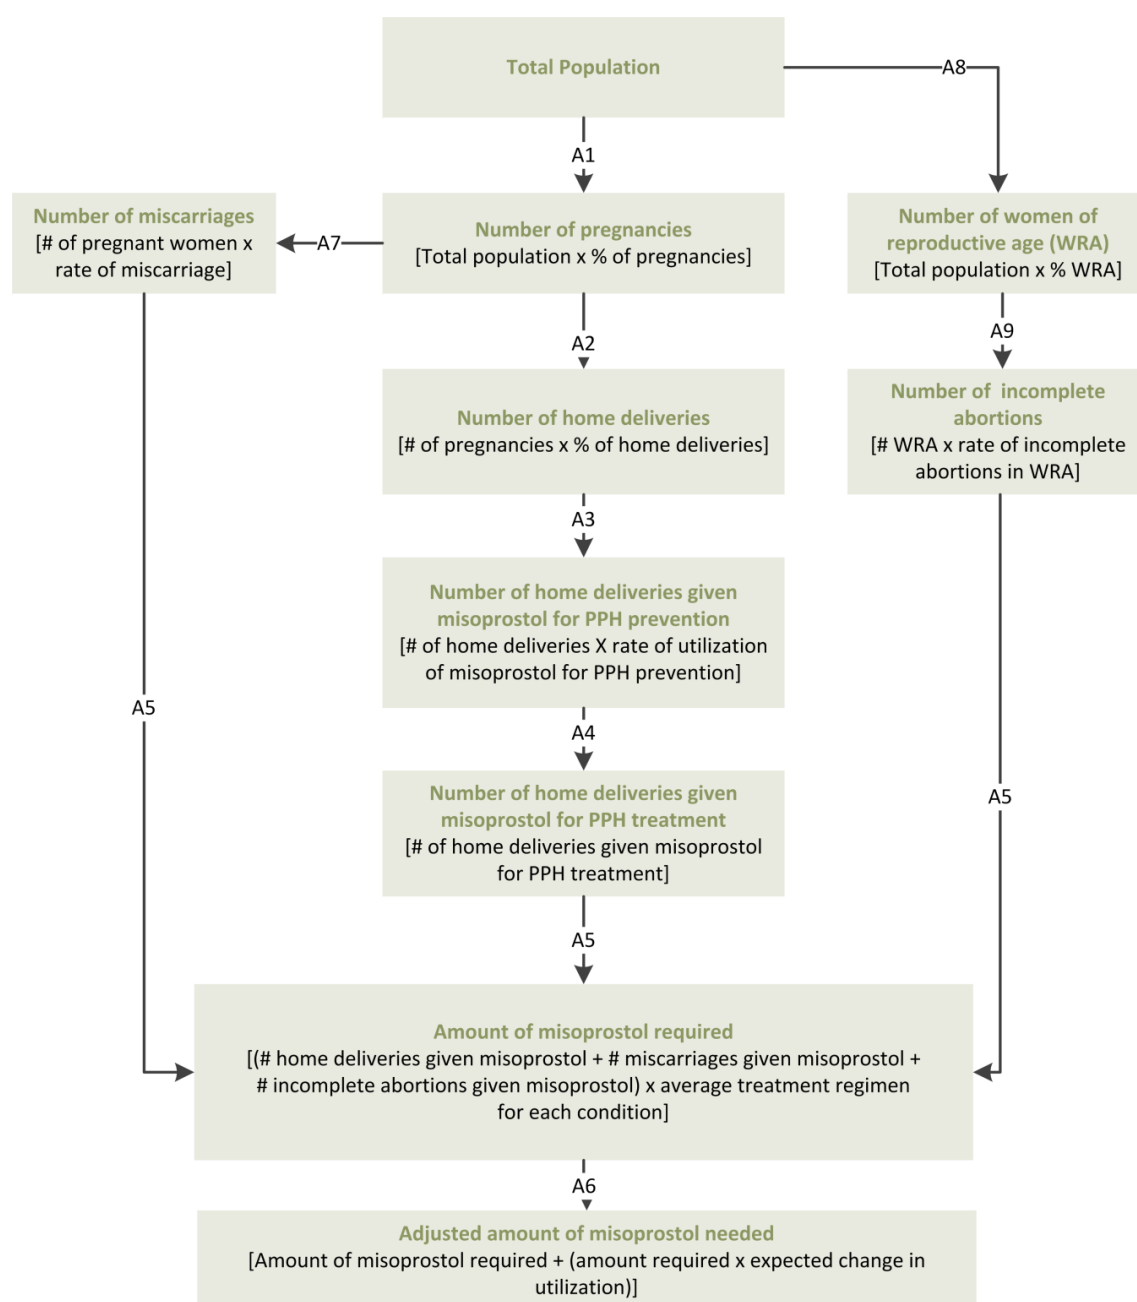 Total Population
A8
A1
Number of miscarriages
[# of pregnant women x
rate of miscarriage]
A7
Number of pregnancies
[Total population x % of pregnancies]
Number of women of
reproductive age (WRA)
[Total population x % WRA]
A2
A9
Number of home deliveries
[# of pregnancies x % of home deliveries]
Number of  incomplete
abortions
[# WRA x rate of incomplete
abortions in WRA]
A3
Number of home deliveries given
misoprostol for PPH prevention
[# of home deliveries X rate of utilization
of misoprostol for PPH prevention]
A5
A4
Number of home deliveries given
misoprostol for PPH treatment
[# of home deliveries given misoprostol
for PPH treatment]
A5
A5
Amount of misoprostol required
[(# home deliveries given misoprostol + # miscarriages given misoprostol +
# incomplete abortions given misoprostol) x average treatment regimen
for each condition]
A6
Adjusted amount of misoprostol needed
[Amount of misoprostol required + (amount required x expected change in
utilization)]